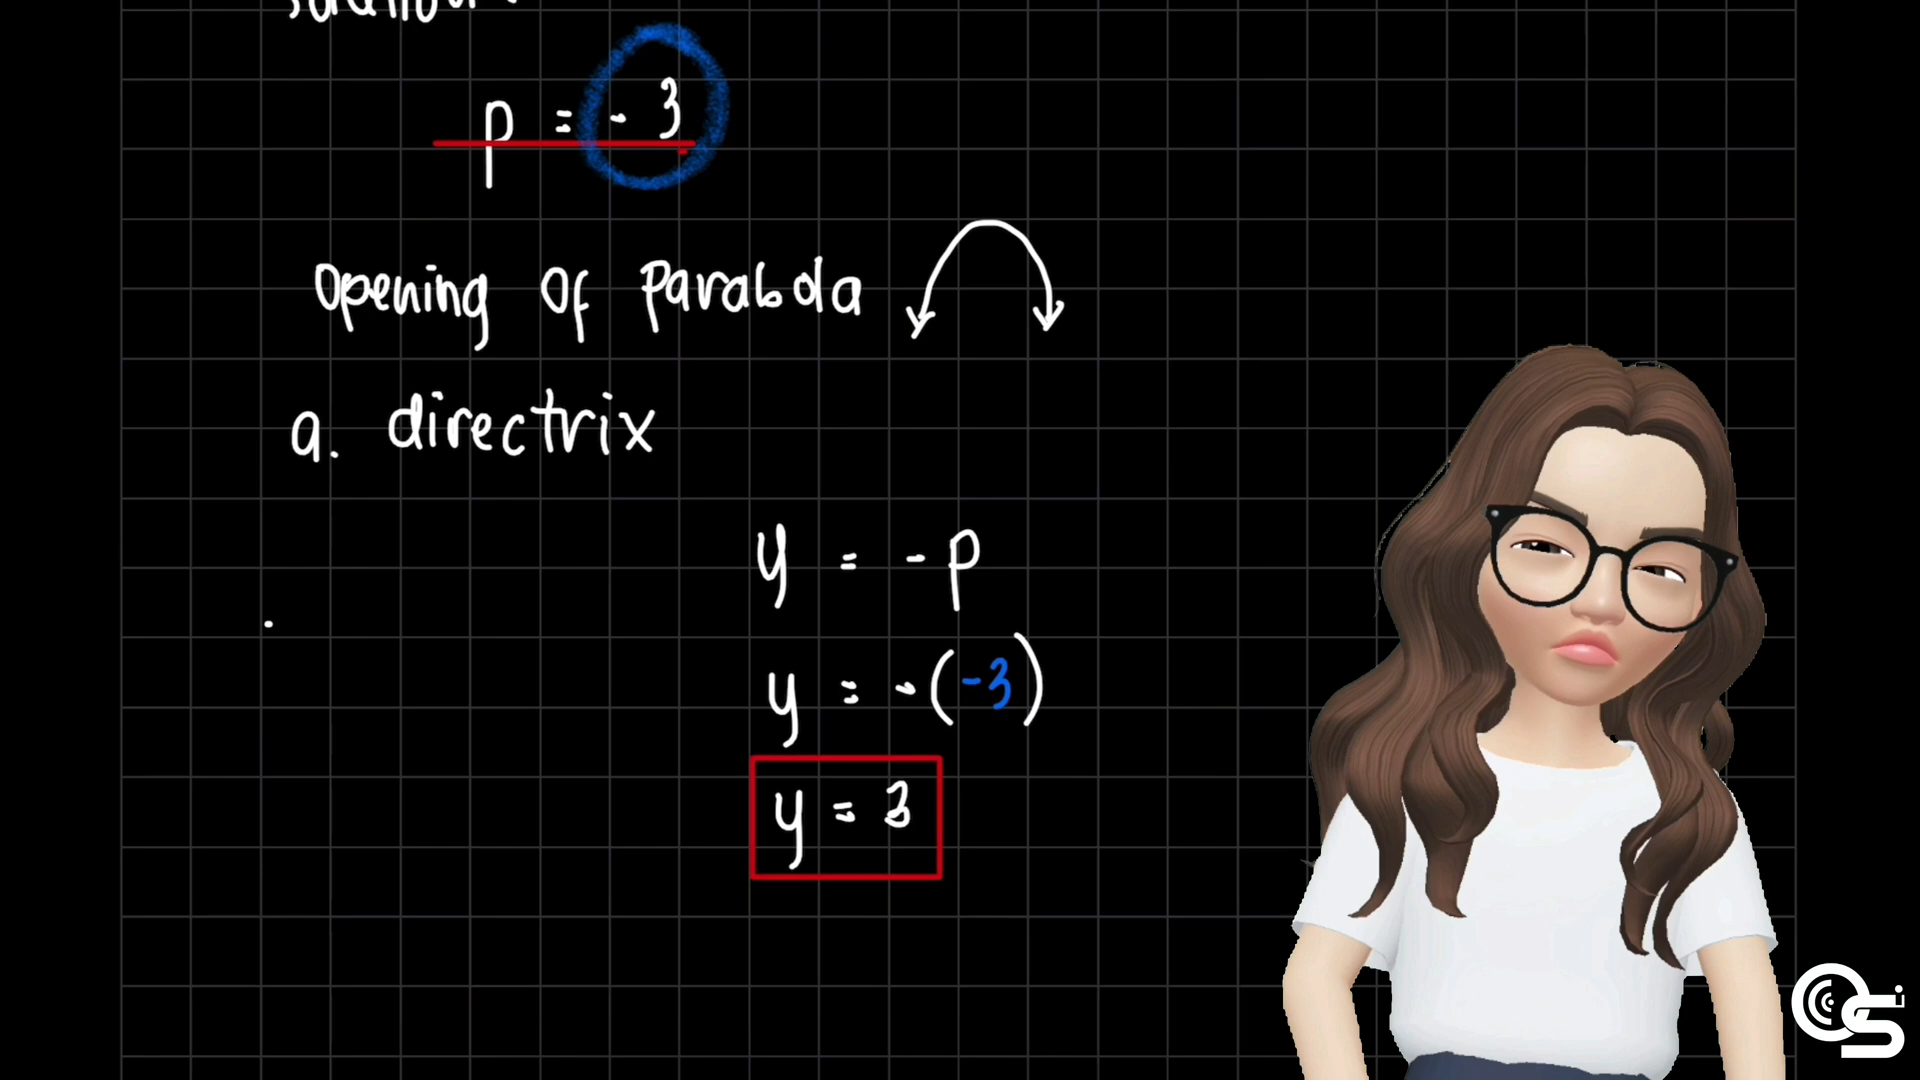 p = - 3
Opening Of Parabola
a. directrix
y = - p
y = - (-3)
y = 3